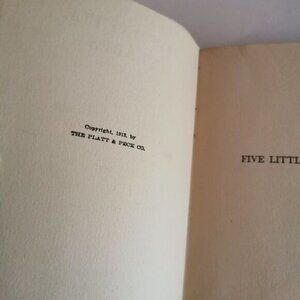 Copyright, 1913, by
THE PLATT & PECK CO.
FIVE LITTL